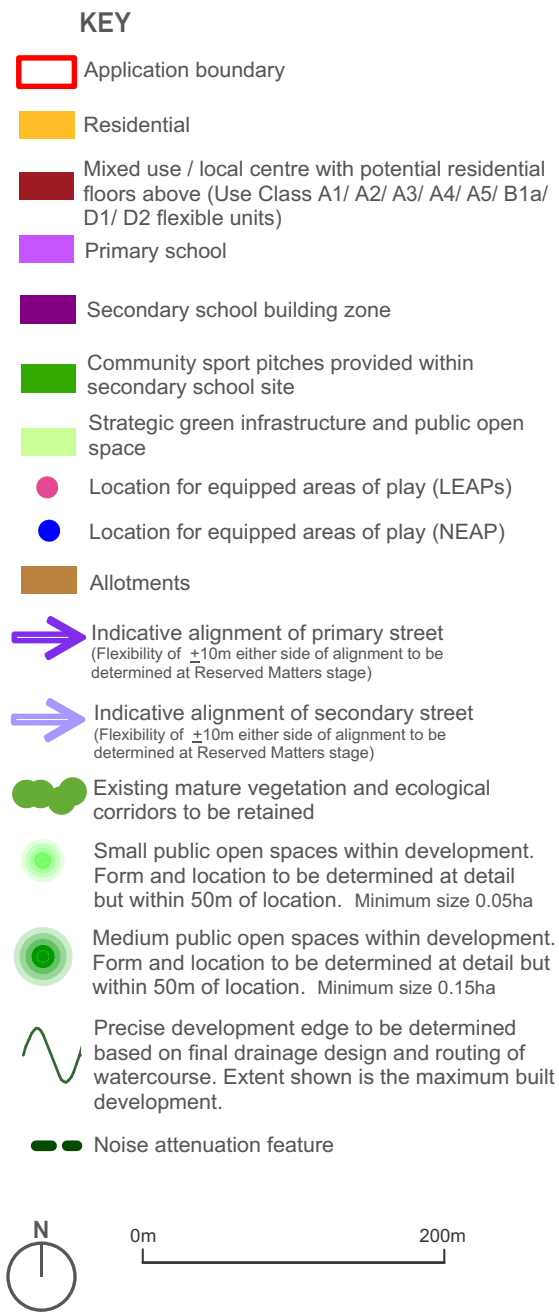 KEY
Application boundary
Residential
Mixed use / local centre with potential residential
floors above (Use Class A1/ A2/ A3/ A4/ A5/ B1a/
D1/ D2 flexible units)
Primary school
Secondary school building zone
Community sport pitches provided within
secondary school site
Strategic green infrastructure and public open
space
Location for equipped areas of play (LEAPs)
Location for equipped areas of play (NEAP)
Allotments
Indicative alignment of primary street
(Flexibility of ±10m either side of alignment to be
determined at Reserved Matters stage)
Indicative alignment of secondary street
(Flexibility of ±10m either side of alignment to be
determined at Reserved Matters stage)
Existing mature vegetation and ecological
corridors to be retained
Small public open spaces within development.
Form and location to be determined at detail
but within 50m of location. Minimum size 0.05ha
Medium public open spaces within development.
Form and location to be determined at detail but
within 50m of location. Minimum size 0.15ha
Precise development edge to be determined
based on final drainage design and routing of
watercourse. Extent shown is the maximum built
development.
Noise attenuation feature
N
0m 200m